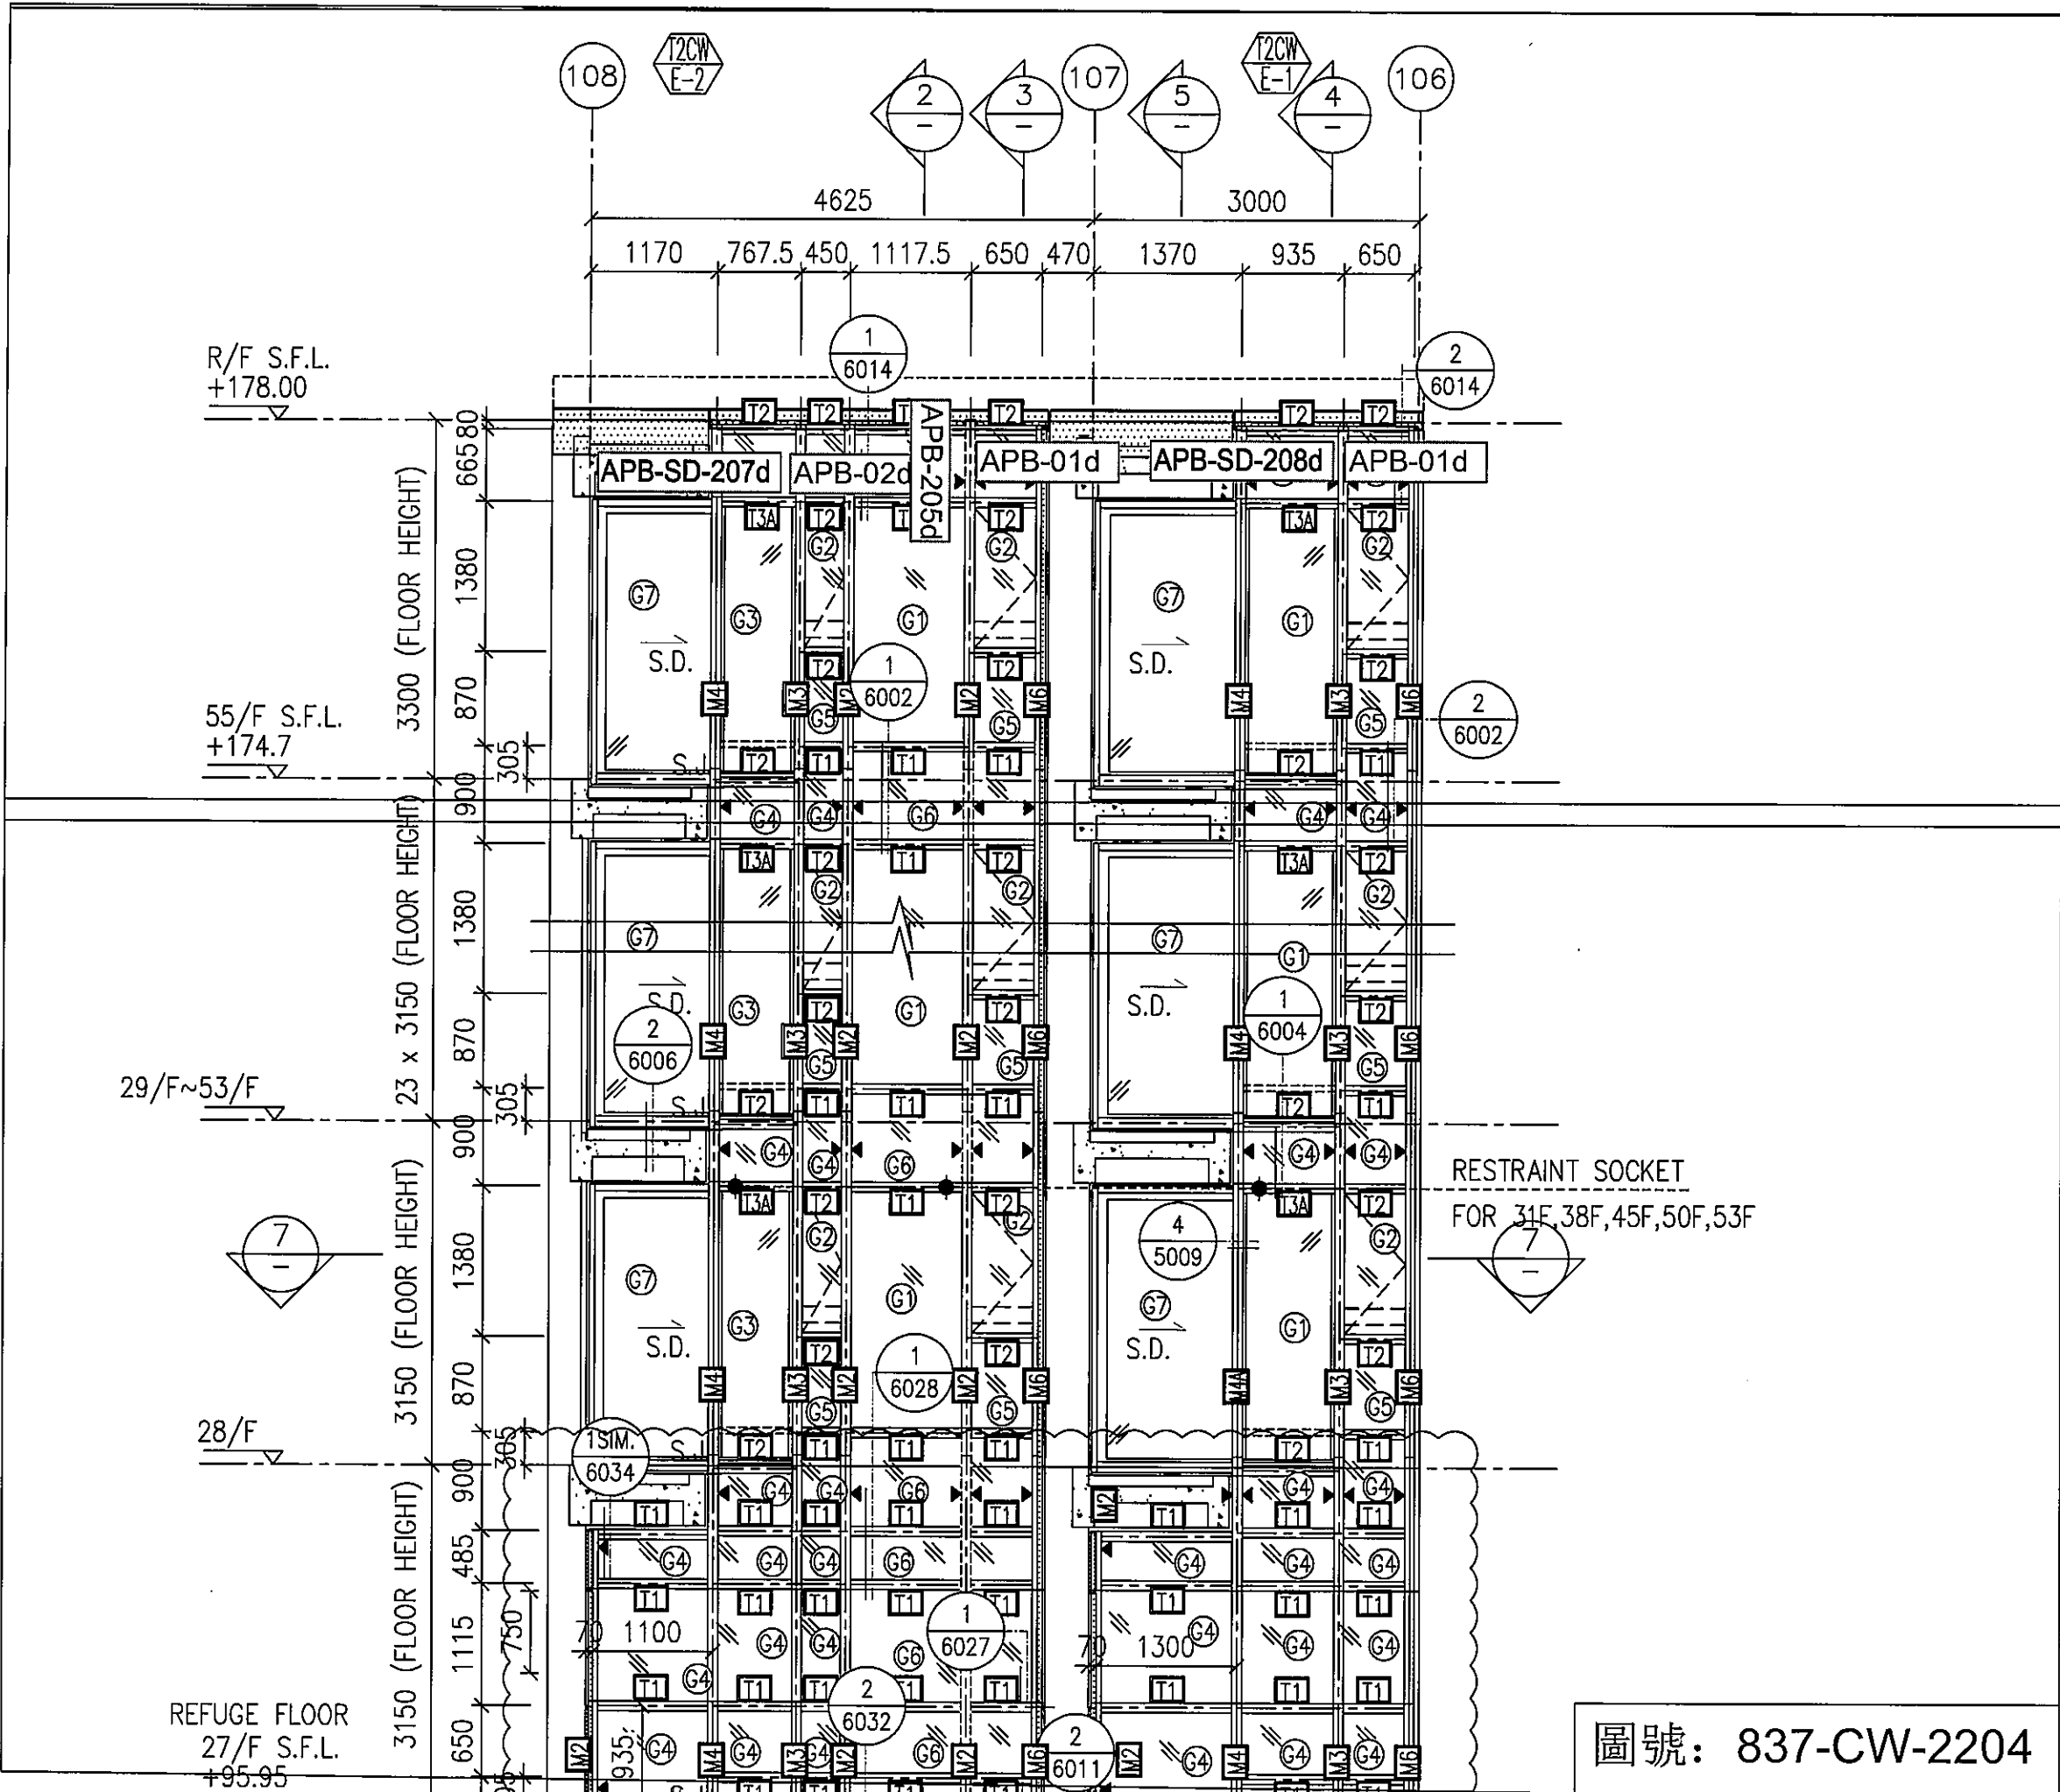 108
T2CW
E-2
2
-
3
-
107
5
-
T2CW
E-1
4
-
106
4625
3000
1170
767.5
450
1117.5
650
470
1370
935
650
R/F S.F.L.
+178.00
1
6014
2
6014
T2
T2
T2
T2
T2
APB-SD-207d
APB-02d
APB-205d
APB-01d
APB-SD-208d
APB-01d
80
665
3300 (FLOOR HEIGHT)
1380
870
305
T3A
T2
T2
T3A
T2
G2
G2
G7
G3
G1
G7
G1
S.D.
S.D.
T2
T2
T2
1
6002
M4
M3
M2
M2
M6
M4
M3
M6
G5
G5
G5
2
6002
55/F S.F.L.
+174.7
T2
T1
T1
T1
T2
T1
900
G4
G4
G6
G4
G4
23 x 3150 (FLOOR HEIGHT)
T3A
T2
T1
T2
T3A
T2
G2
G2
G2
1380
G7
G7
G1
S.D.
G3
G1
S.D.
T2
T2
T2
1
6004
2
6006
M4
M3
M2
M2
M6
M4
M3
M6
870
G5
G5
G5
29/F~53/F
305
T2
T1
T1
T1
T2
T1
900
G4
G4
G6
G4
G4
RESTRAINT SOCKET
FOR 31F,38F,45F,50F,53F
T3A
T2
T1
T2
T3A
T2
7
-
3150 (FLOOR HEIGHT)
1380
G2
G2
G2
4
5009
7
-
G7
G3
G1
G7
G1
S.D.
S.D.
T2
T2
T2
1
6028
870
M4
M3
M2
M2
M6
M4A
M3
M6
G5
G5
G5
28/F
305
1SIM.
6034
T2
T1
T1
T1
T2
T1
900
G4
G4
G6
G4
G4
M2
T1
T1
T1
T1
T1
T1
T1
T1
3150 (FLOOR HEIGHT)
485
G4
G4
G4
G6
G4
G4
G4
T1
T1
T1
T1
T1
T1
T1
1115
750
70
1100
G4
G4
G6
1
6027
70
1300
G4
G4
G4
G4
T1
T1
T1
T1
T1
T1
T1
2
6032
REFUGE FLOOR
27/F S.F.L.
+95.95
650
935
M2
G4
M4
G4
M3
G4
M2
G6
M2
M6
2
6011
M2
G4
M4
G4
M3
G4
M6
圖號：837-CW-2204